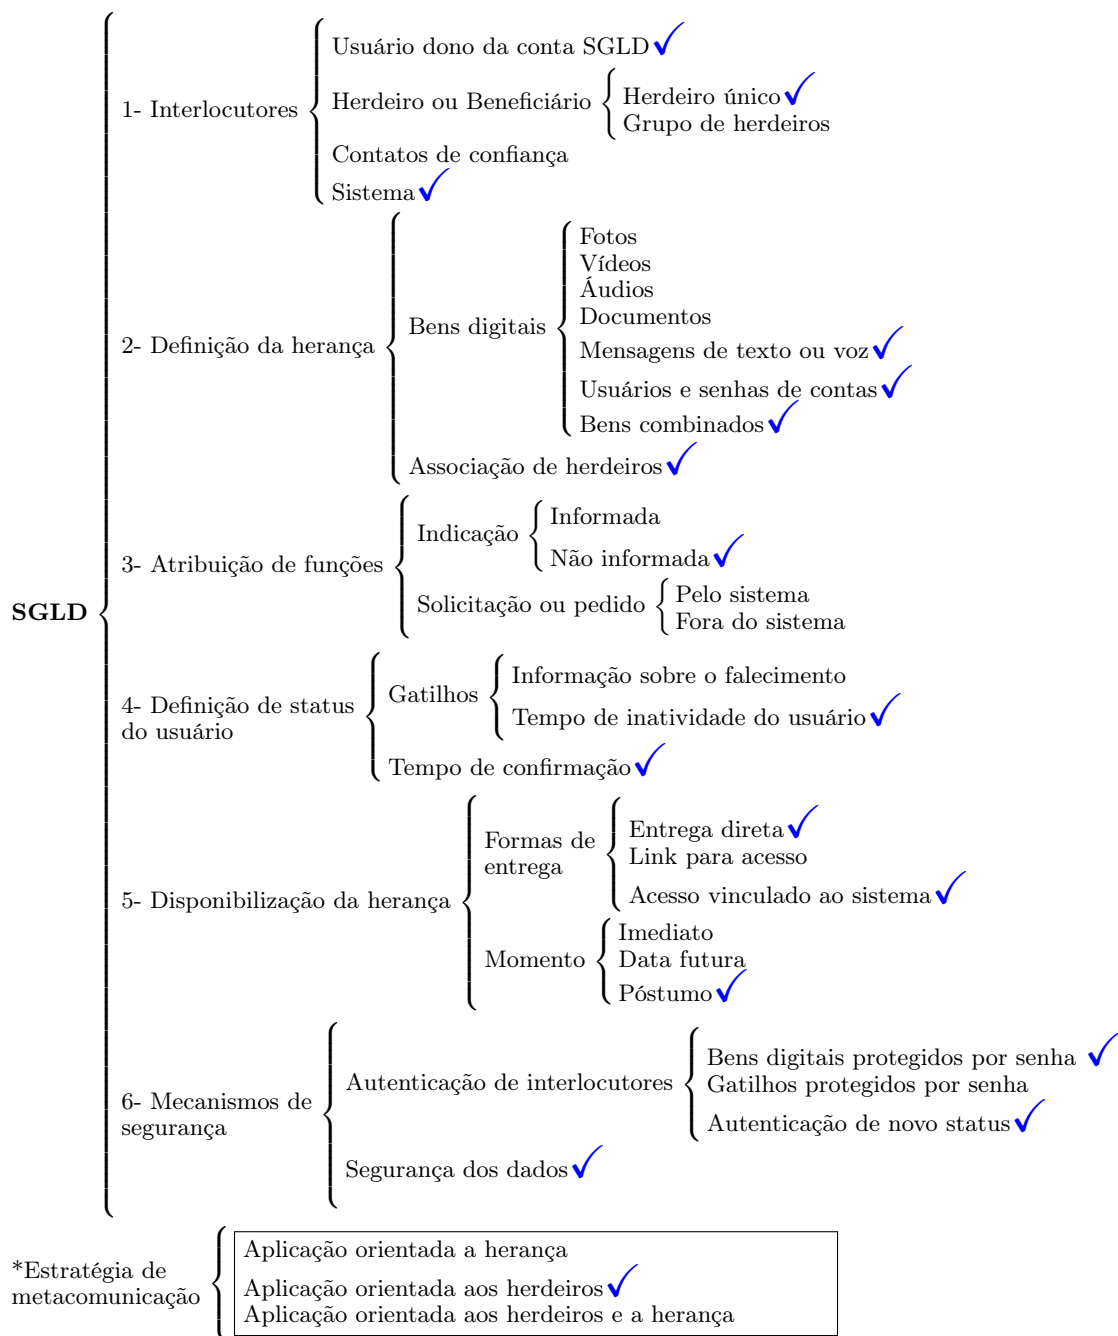 SGLD
1- Interlocutores
Usuário dono da conta SGLD ✓
Herdeiro ou Beneficiário
Herdeiro único ✓
Grupo de herdeiros
Contatos de confiança
Sistema ✓
2- Definição da herança
Bens digitais
Fotos
Vídeos
Áudios
Documentos
Mensagens de texto ou voz ✓
Usuários e senhas de contas ✓
Bens combinados ✓
Associação de herdeiros ✓
3- Atribuição de funções
Indicação
Informada
Não informada ✓
Solicitação ou pedido
Pelo sistema
Fora do sistema
4- Definição de status
do usuário
Gatilhos
Informação sobre o falecimento
Tempo de inatividade do usuário ✓
Tempo de confirmação ✓
5- Disponibilização da herança
Formas de
entrega
Entrega direta ✓
Link para acesso
Acesso vinculado ao sistema ✓
Momento
Imediato
Data futura
Póstumo ✓
6- Mecanismos de
segurança
Autenticação de interlocutores
Bens digitais protegidos por senha ✓
Gatilhos protegidos por senha
Autenticação de novo status ✓
Segurança dos dados ✓
*Estratégia de
metacomunicação
Aplicação orientada a herança
Aplicação orientada aos herdeiros ✓
Aplicação orientada aos herdeiros e a herança